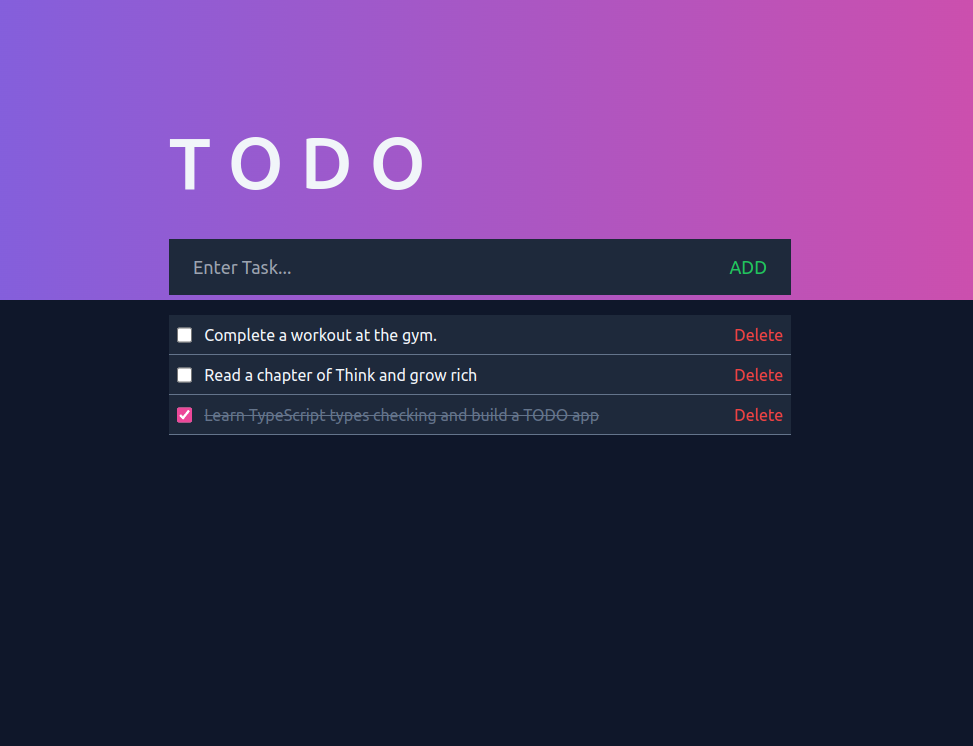 TODO
Enter Task...
ADD
Complete a workout at the gym.
Delete
Read a chapter of Think and grow rich
Delete
Learn TypeScript types checking and build a TODO app
Delete